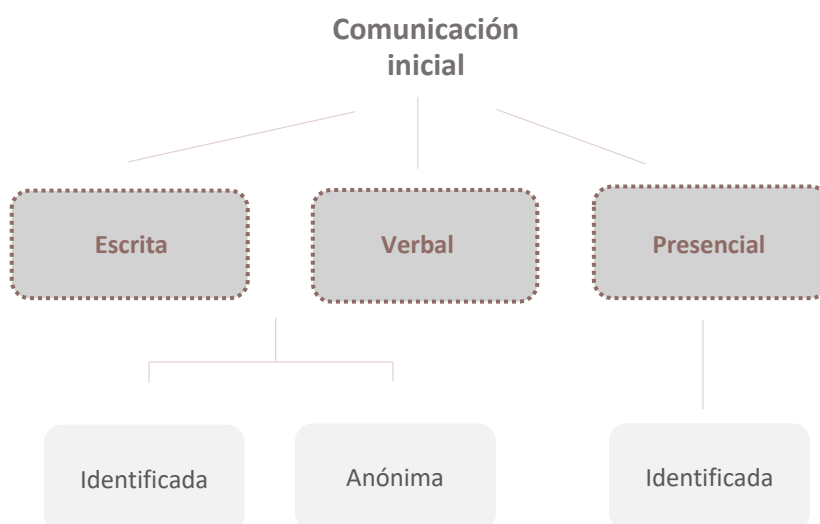 Comunicación
inicial
Escrita
Verbal
Presencial
Identificada
Anónima
Identificada